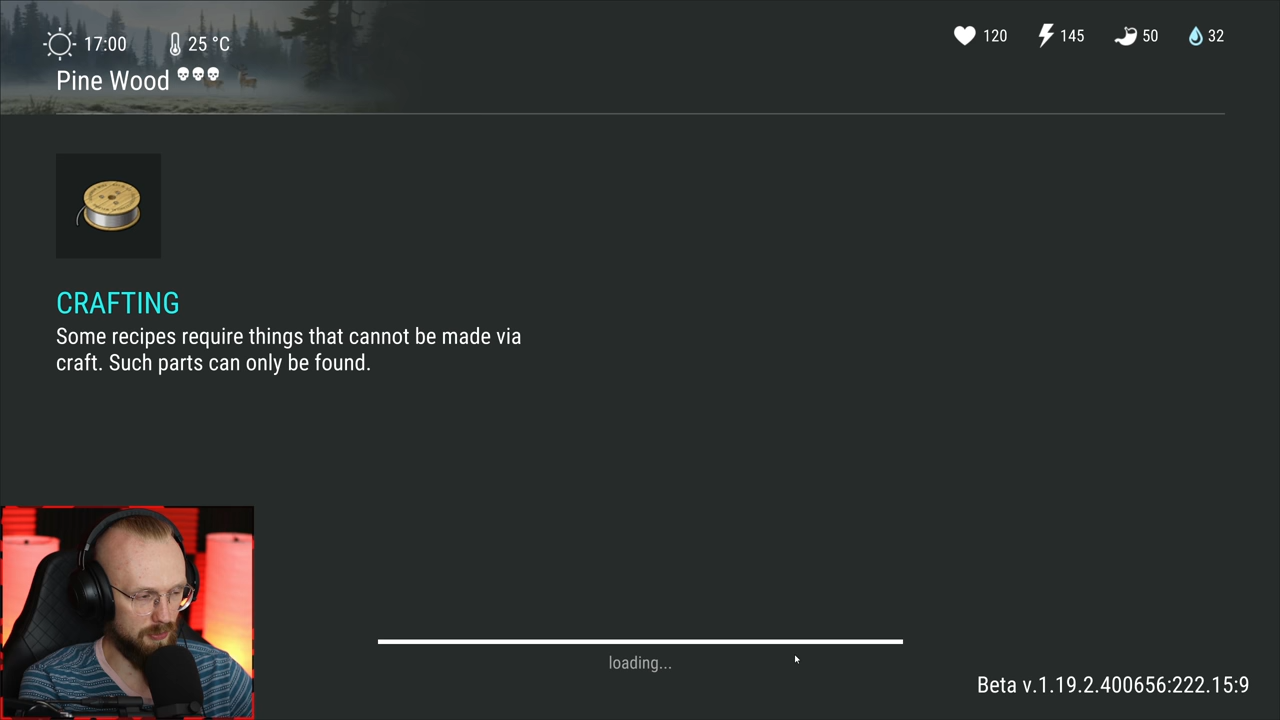 17:00 25 °C
120 145 50 32
Pine Wood
CRAFTING
Some recipes require things that cannot be made via
craft. Such parts can only be found.
loading...
Beta v.1.19.2.400656:222.15:9